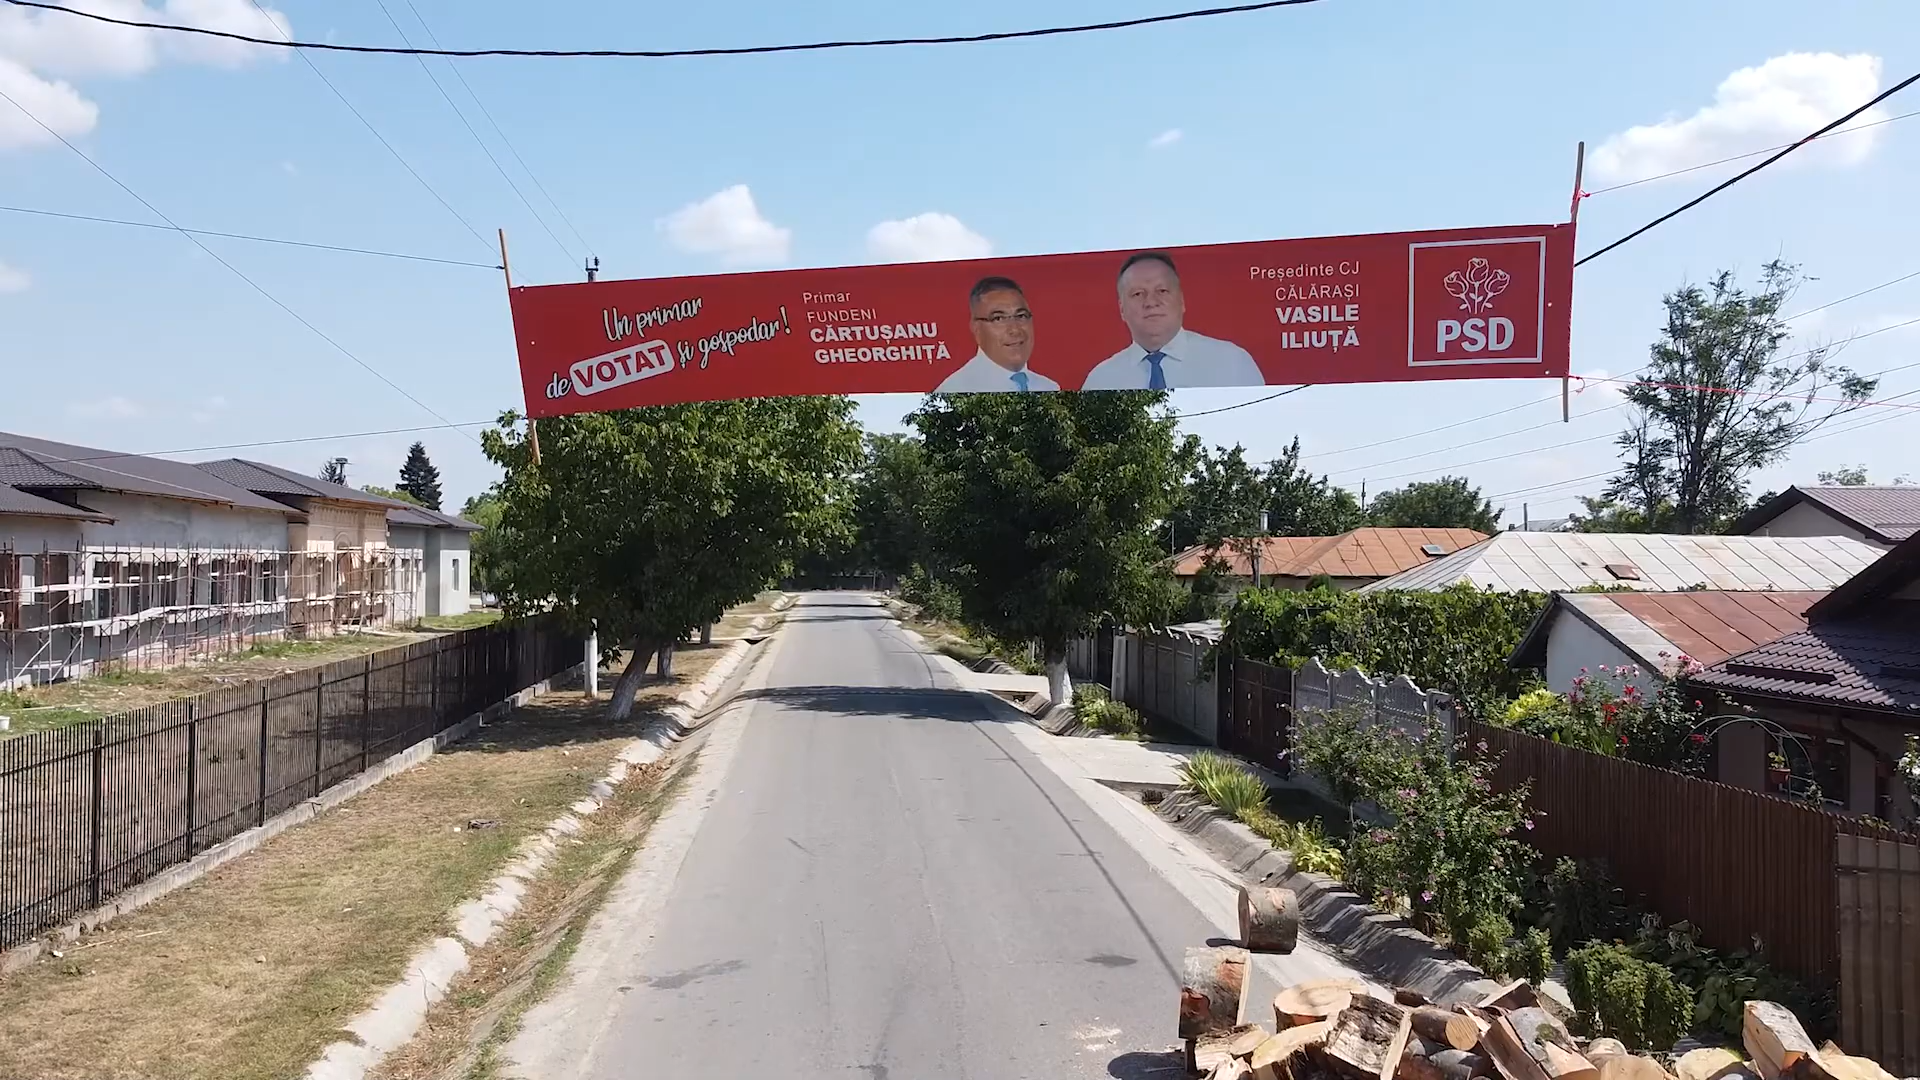 Un primar
de VOTAT și gospodar!
Primar
FUNDENI
CĂRTUȘANU
GHEORGHIȚĂ
Președinte CJ
CĂLĂRAȘI
VASILE
ILIUȚĂ
PSD